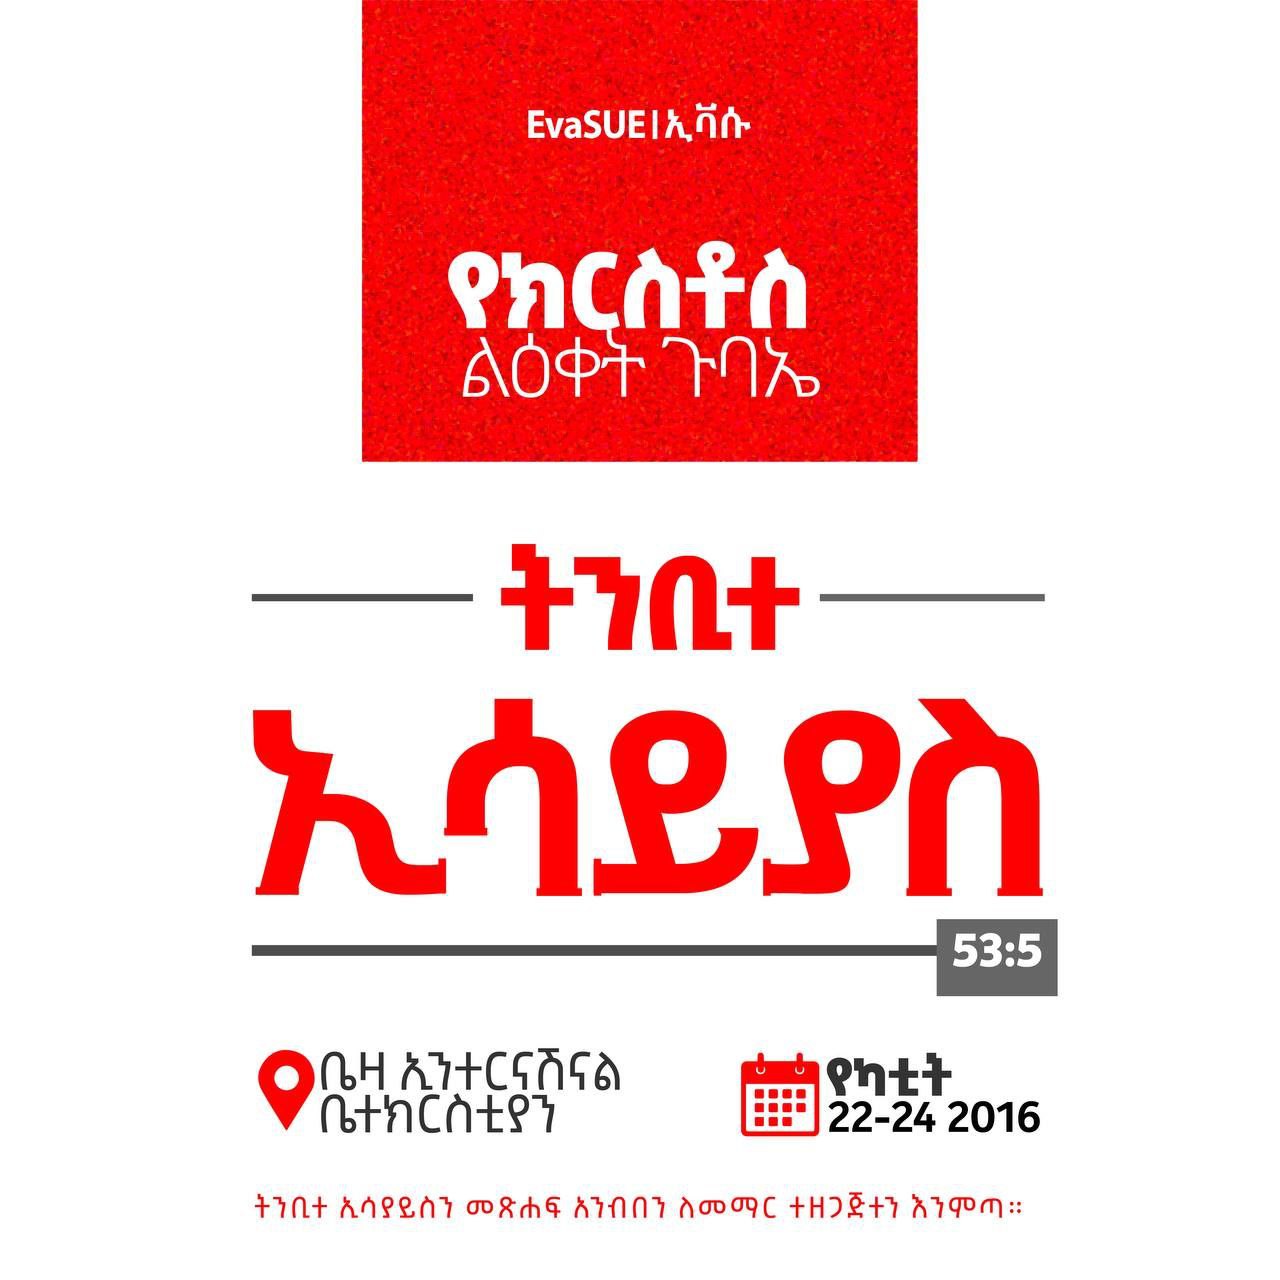 EvaSUE|ኢቫሱ
የክርስቶስ
ልዕቀት ጉባኤ
ትንቢተ
ኢሳይያስ
53:5
ቤዛ ኢንተርናሽናል
ቤተክርስቲያን
የካቲት
22-24 2016
ትንቢተ ኢሳያይስን መጽሐፍ አንብበን ለመማር ተዘጋጅተን እንምጣ።